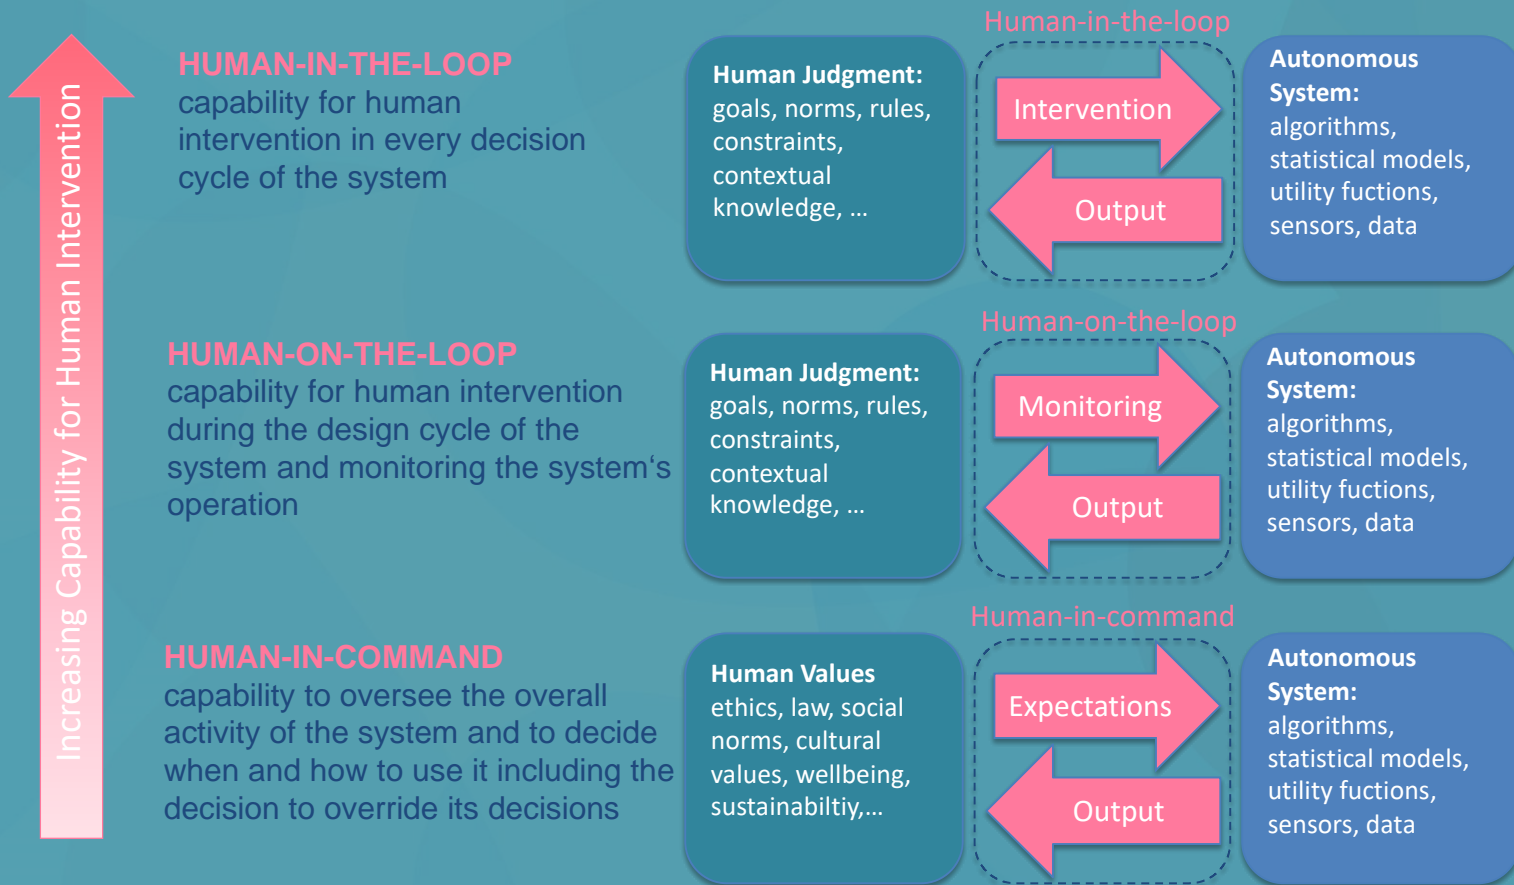 Increasing Capability for Human Intervention
HUMAN-IN-THE-LOOP
capability for human
intervention in every decision
cycle of the system
Human Judgment:
goals, norms, rules,
constraints,
contextual
knowledge, ...
Human-in-the-loop
Intervention
Output
Autonomous
System:
algorithms,
statistical models,
utility fuctions,
sensors, data
HUMAN-ON-THE-LOOP
capability for human intervention
during the design cycle of the
system and monitoring the system‘s
operation
Human Judgment:
goals, norms, rules,
constraints,
contextual
knowledge, ...
Human-on-the-loop
Monitoring
Output
Autonomous
System:
algorithms,
statistical models,
utility fuctions,
sensors, data
HUMAN-IN-COMMAND
capability to oversee the overall
activity of the system and to decide
when and how to use it including the
decision to override its decisions
Human Values
ethics, law, social
norms, cultural
values, wellbeing,
sustainabiltiy,...
Human-in-command
Expectations
Output
Autonomous
System:
algorithms,
statistical models,
utility fuctions,
sensors, data